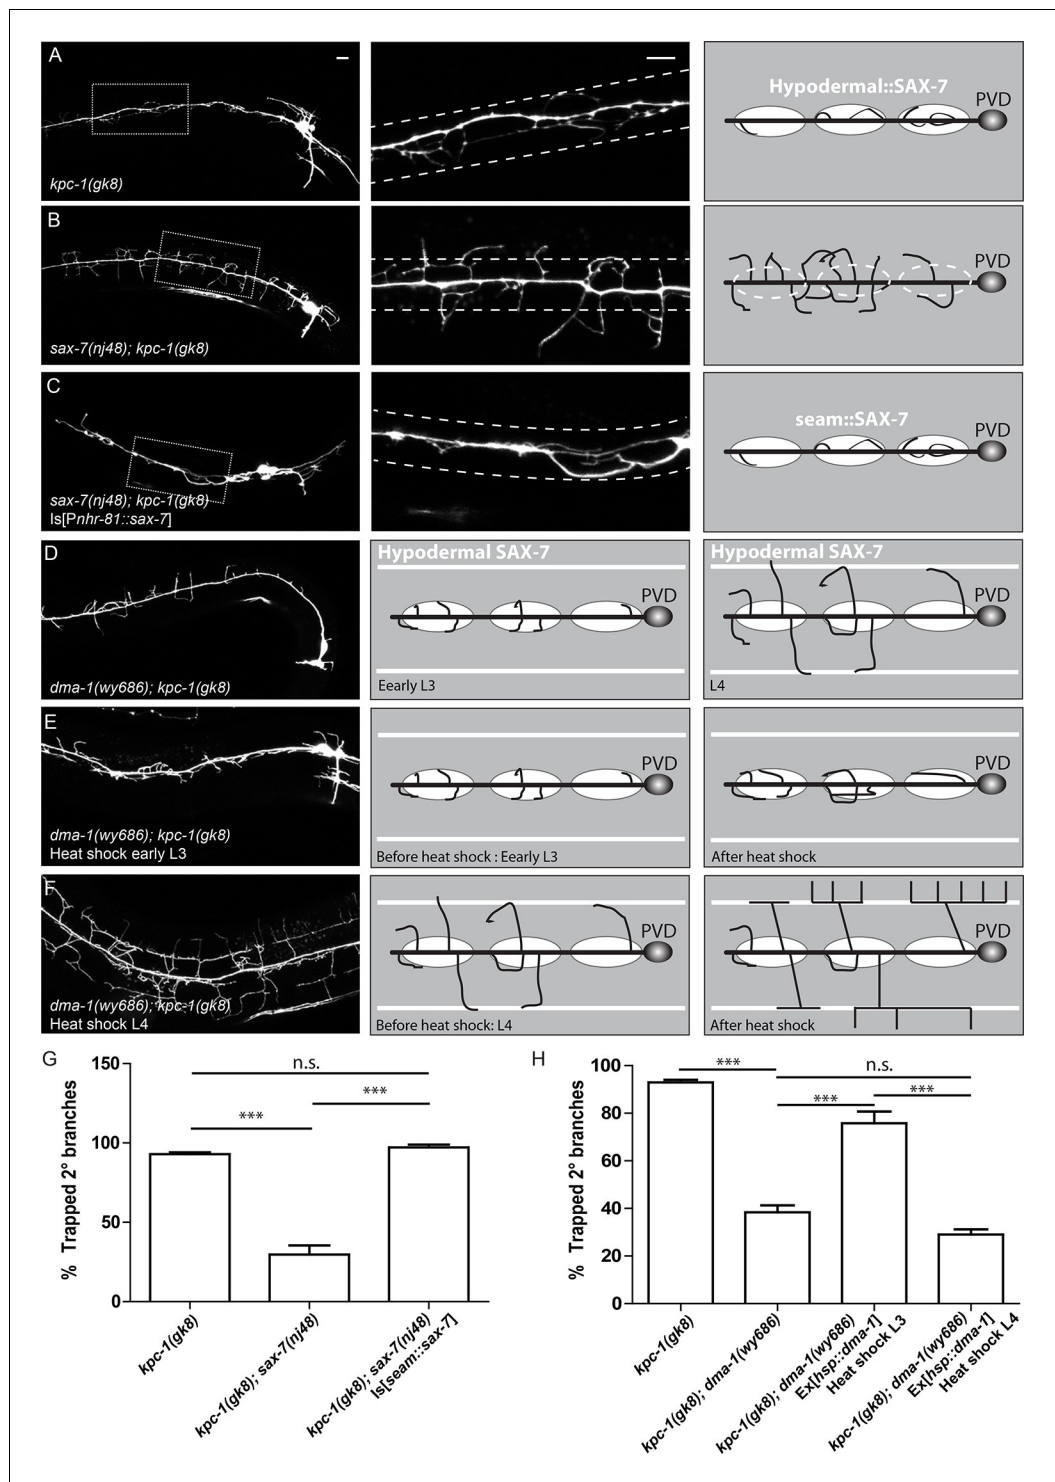 A
kpc-1(gk8)
Hypodermal::SAX-7
PVD
B
sax-7(nj48); kpc-1(gk8)
PVD
C
sax-7(nj48); kpc-1(gk8)
Is[Pnhr-81::sax-7]
seam::SAX-7
PVD
D
dma-1(wy686); kpc-1(gk8)
Hypodermal SAX-7
PVD
Eearly L3
Hypodermal SAX-7
PVD
L4
E
dma-1(wy686); kpc-1(gk8)
Heat shock early L3
PVD
Before heat shock : Eearly L3
PVD
After heat shock
F
dma-1(wy686); kpc-1(gk8)
Heat shock L4
PVD
Before heat shock: L4
PVD
After heat shock
G
% Trapped 2° branches
150
100
50
0
n.s.
***
***
kpc-1(gk8)
kpc-1(gk8); sax-7(nj48)
kpc-1(gk8); sax-7(nj48)
Is[seam::sax-7]
H
% Trapped 2° branches
100
80
60
40
20
0
***
n.s.
***
***
kpc-1(gk8)
kpc-1(gk8); dma-1(wy686)
kpc-1(gk8); dma-1(wy686)
Ex[hsp::dma-1]
Heat shock L3
kpc-1(gk8); dma-1(wy686)
Ex[hsp::dma-1]
Heat shock L4